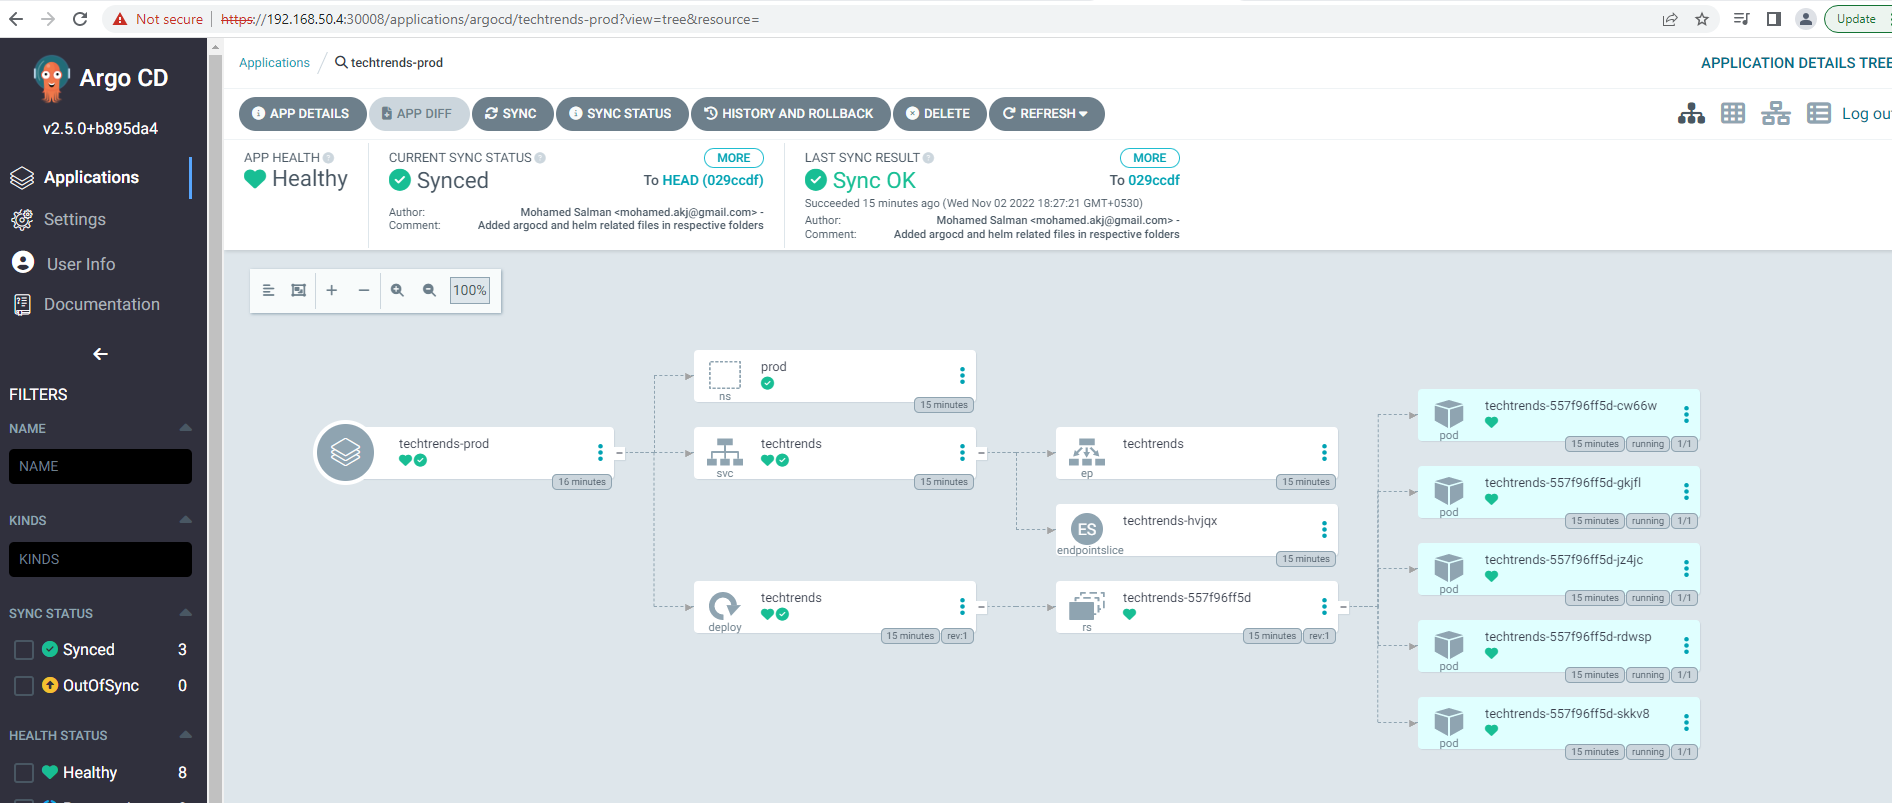 Not secure | https://192.168.50.4:30008/applications/argocd/techtrends-prod?view=tree&resource=
Update
Argo CD
v2.5.0+b895da4
Applications
Settings
User Info
Documentation
FILTERS
NAME
NAME
KINDS
KINDS
SYNC STATUS
Synced 3
OutOfSync 0
HEALTH STATUS
Healthy 8
Applications / techtrends-prod
APPLICATION DETAILS TREE
APP DETAILS APP DIFF SYNC SYNC STATUS HISTORY AND ROLLBACK DELETE REFRESH
Log ou
APP HEALTH
Healthy
CURRENT SYNC STATUS MORE
Synced To HEAD (029ccdf)
Author: Mohamed Salman <mohamed.akj@gmail.com> -
Comment: Added argocd and helm related files in respective folders
LAST SYNC RESULT MORE
Sync OK To 029ccdf
Succeeded 15 minutes ago (Wed Nov 02 2022 18:27:21 GMT+0530)
Author: Mohamed Salman <mohamed.akj@gmail.com> -
Comment: Added argocd and helm related files in respective folders
100%
techtrends-prod
16 minutes
prod
ns
15 minutes
techtrends
svc
15 minutes
techtrends
deploy
15 minutes rev:1
techtrends
ep
15 minutes
ES
techtrends-hvjqx
endpointslice
15 minutes
techtrends-557f96ff5d
rs
15 minutes rev:1
techtrends-557f96ff5d-cw66w
pod
15 minutes running 1/1
techtrends-557f96ff5d-gkjfl
pod
15 minutes running 1/1
techtrends-557f96ff5d-jz4jc
pod
15 minutes running 1/1
techtrends-557f96ff5d-rdwsp
pod
15 minutes running 1/1
techtrends-557f96ff5d-skkv8
pod
15 minutes running 1/1